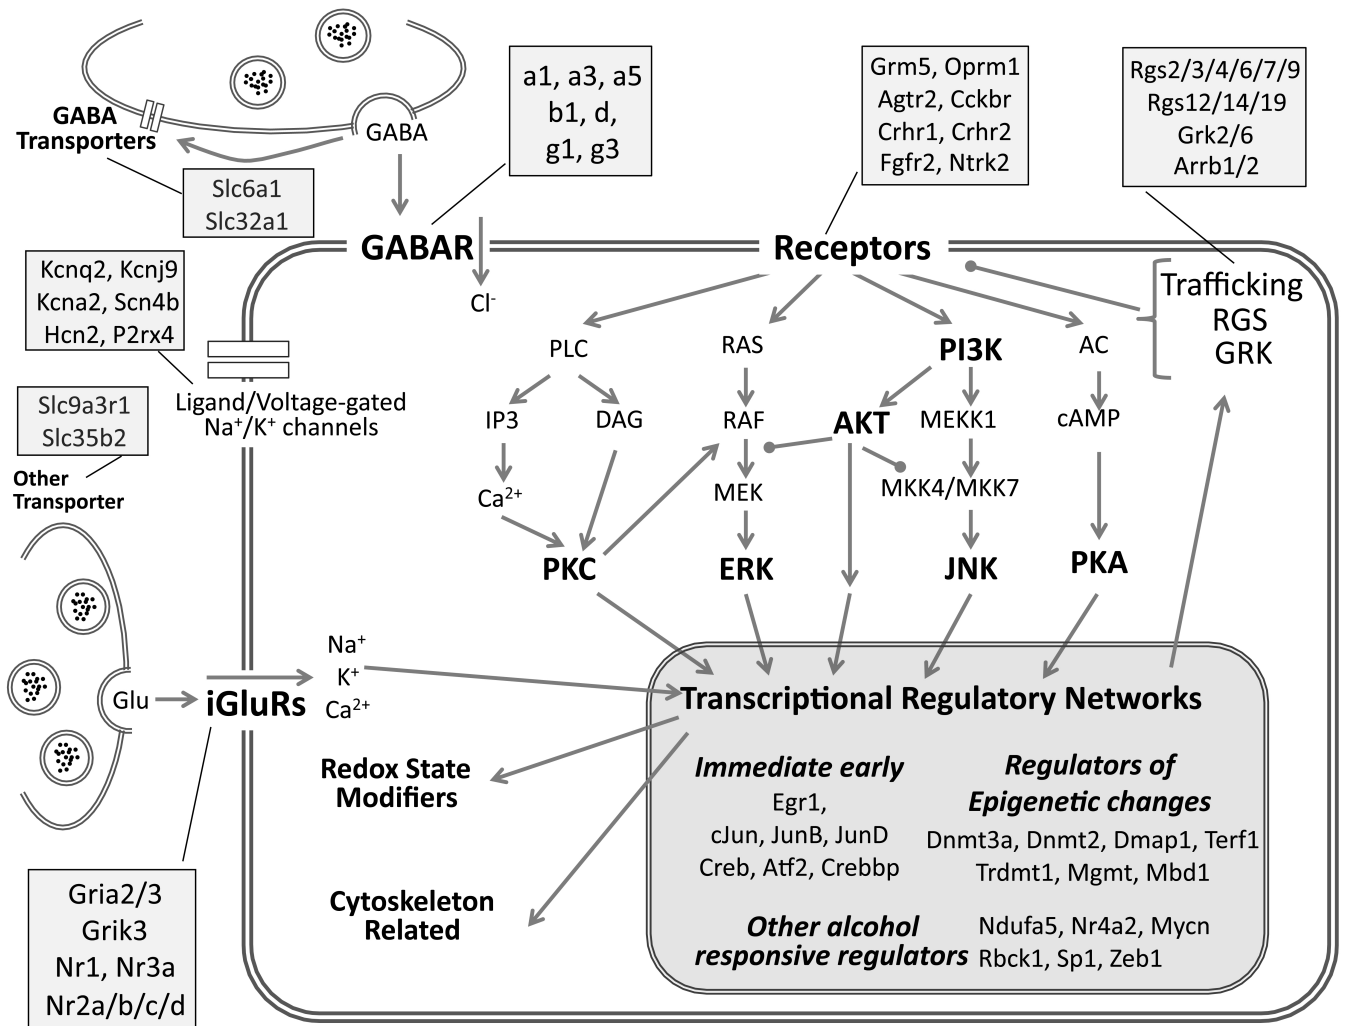 GABA
Transporters
GABA
Slc6a1
Slc32a1
a1, a3, a5
b1, d,
g1, g3
Grm5, Oprm1
Agtr2, Cckbr
Crhr1, Crhr2
Fgfr2, Ntrk2
Rgs2/3/4/6/7/9
Rgs12/14/19
Grk2/6
Arrb1/2
GABAR
Cl⁻
Receptors
Trafficking
RGS
GRK
Kcnq2, Kcnj9
Kcna2, Scn4b
Hcn2, P2rx4
Ligand/Voltage-gated
Na⁺/K⁺ channels
Slc9a3r1
Slc35b2
Other
Transporter
PLC
RAS
PI3K
AC
IP3
DAG
RAF
AKT
MEKK1
cAMP
Ca²⁺
MEK
MKK4/MKK7
PKC
ERK
JNK
PKA
Glu
iGluRs
Na⁺
K⁺
Ca²⁺
Gria2/3
Grik3
Nr1, Nr3a
Nr2a/b/c/d
Redox State
Modifiers
Cytoskeleton
Related
Transcriptional Regulatory Networks
Immediate early
Egr1,
cJun, JunB, JunD
Creb, Atf2, Crebbp
Regulators of
Epigenetic changes
Dnmt3a, Dnmt2, Dmap1, Terf1
Trdmt1, Mgmt, Mbd1
Other alcohol
responsive regulators
Ndufa5, Nr4a2, Mycn
Rbck1, Sp1, Zeb1